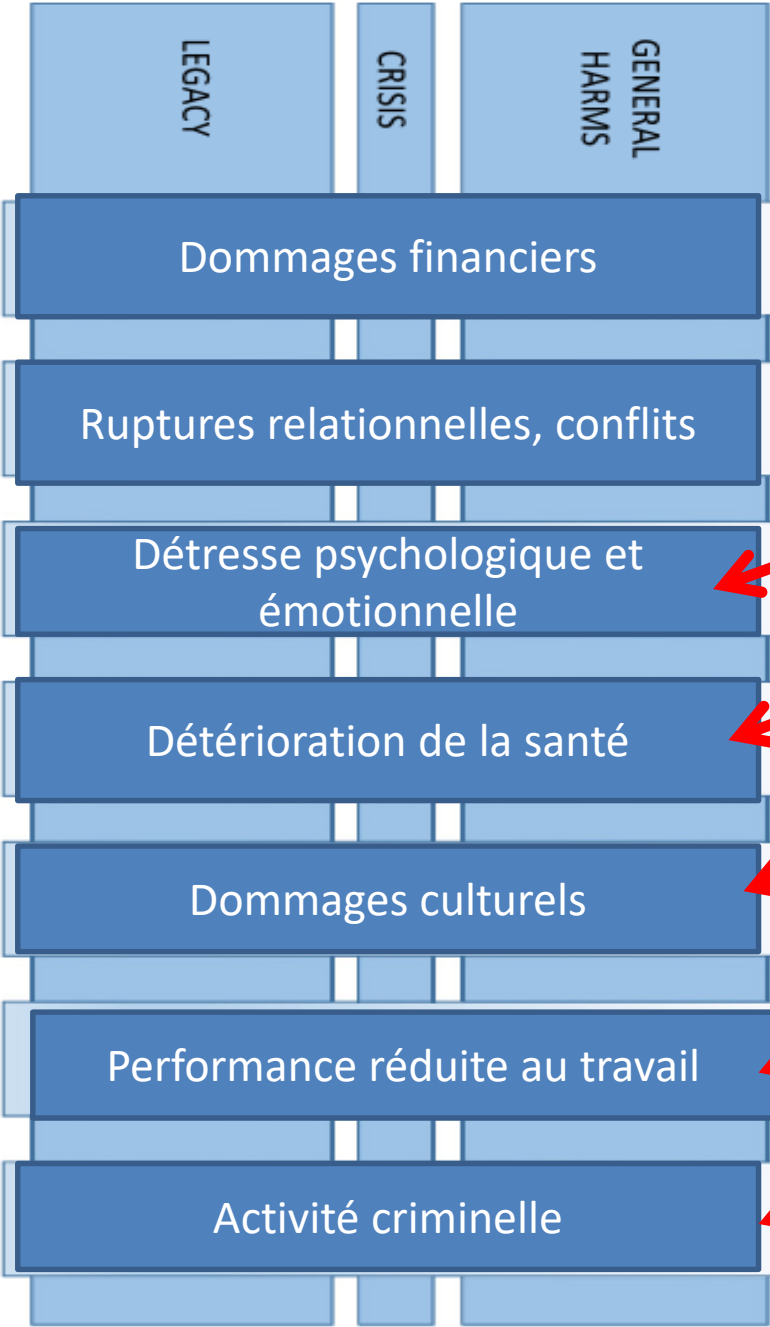 LEGACY
CRISIS
GENERAL
HARMS
Dommages financiers
Ruptures relationnelles, conflits
Détresse psychologique et
émotionnelle
Détérioration de la santé
Dommages culturels
Performance réduite au travail
Activité criminelle